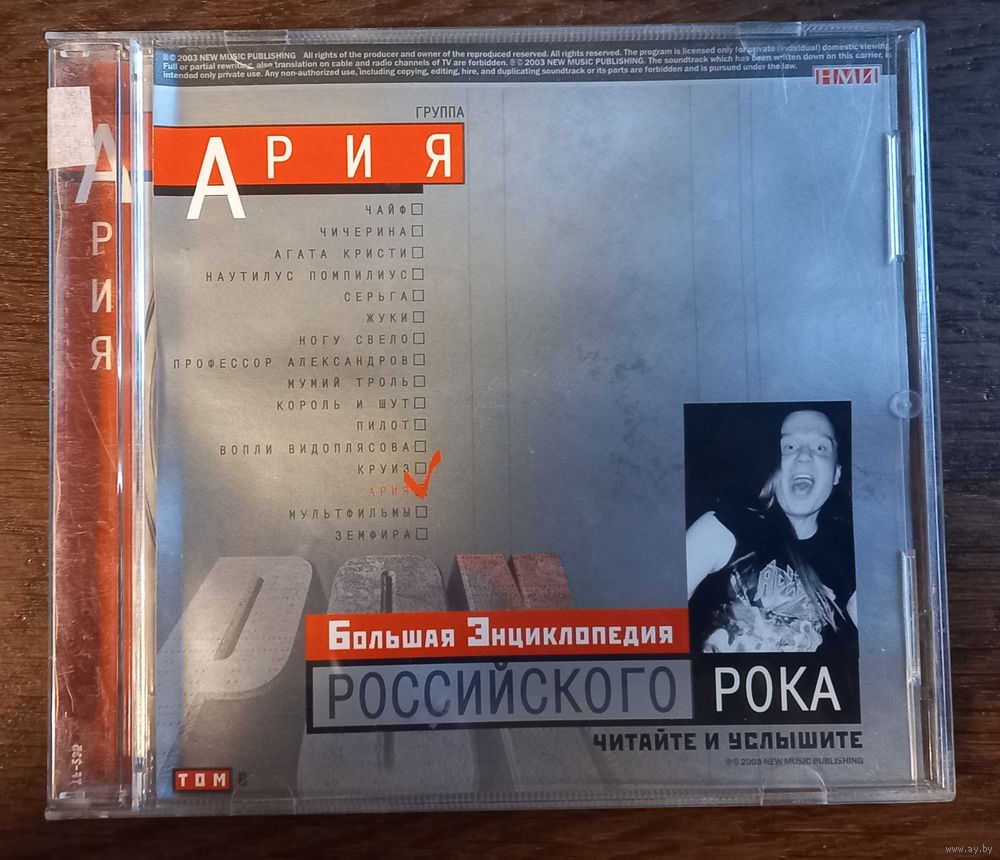 ℗© 2003 NEW MUSIC PUBLISHING All rights of the producer and owner of the reproduced reserved. All rights reserved. The program is licensed only for private (individual) domestic viewing.
Full or partial rewriting, also translation on cable and radio channels of TV are forbidden. ℗© 2003 NEW MUSIC PUBLISHING. The soundtrack which has been written down on this carrier, is
intended only private use. Any non-authorized use, including copying, editing, hire, and duplicating soundtrack or its parts are forbidden and is pursued under the law.
НМИ
ГРУППА
АРИЯ
АРИЯ
ЧАЙФ
ЧИЧЕРИНА
АГАТА КРИСТИ
НАУТИЛУС ПОМПИЛИУС
СЕРЬГА
ЖУКИ
НОГУ СВЕЛО
ПРОФЕССОР АЛЕКСАНДРОВ
МУМИЙ ТРОЛЬ
КОРОЛЬ И ШУТ
ПИЛОТ
ВОПЛИ ВИДОПЛЯСОВА
КРУИЗ
АРИЯ
МУЛЬТФИЛЬМЫ
ЗЕМФИРА
РОК
БОЛЬШАЯ ЭНЦИКЛОПЕДИЯ
РОССИЙСКОГО РОКА
ЧИТАЙТЕ И УСЛЫШИТЕ
℗© 2003 NEW MUSIC PUBLISHING
ТОМ
www.ay.by